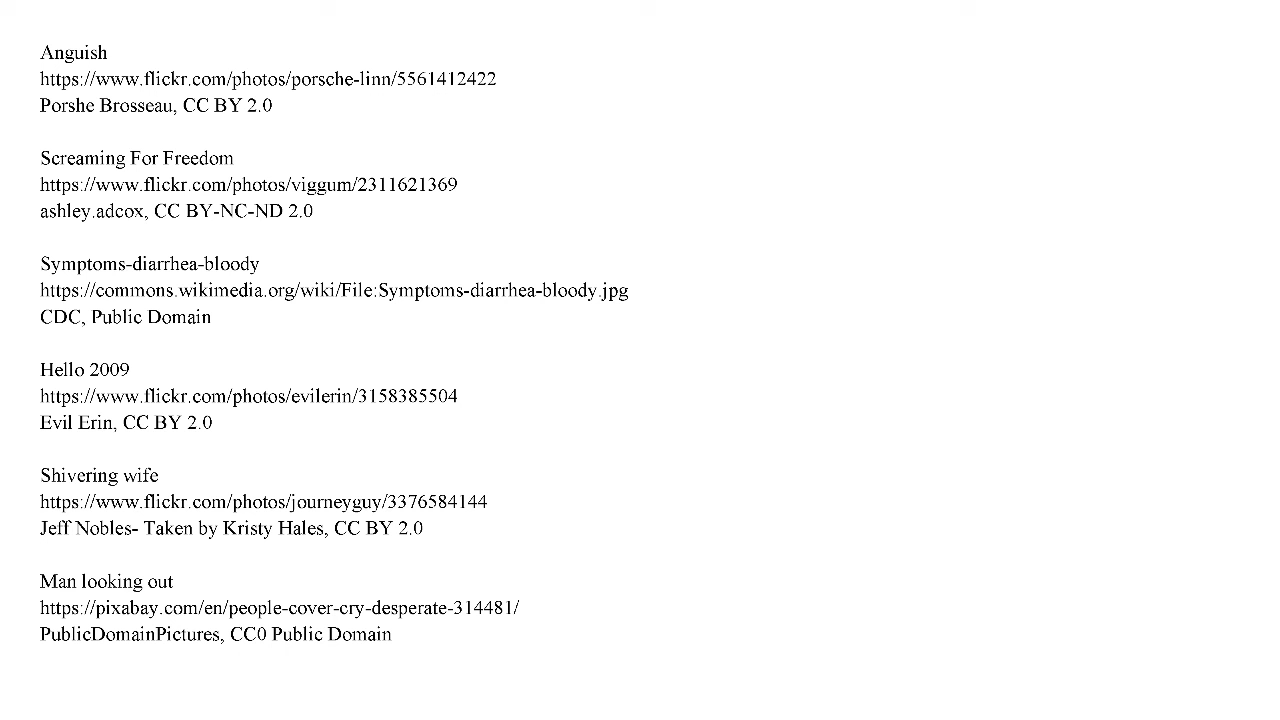 Anguish
https://www.flickr.com/photos/porsche-linn/5561412422
Porshe Brosseau, CC BY 2.0
Screaming For Freedom
https://www.flickr.com/photos/viggum/2311621369
ashley.adcox, CC BY-NC-ND 2.0
Symptoms-diarrhea-bloody
https://commons.wikimedia.org/wiki/File:Symptoms-diarrhea-bloody.jpg
CDC, Public Domain
Hello 2009
https://www.flickr.com/photos/evilerin/3158385504
Evil Erin, CC BY 2.0
Shivering wife
https://www.flickr.com/photos/journeyguy/3376584144
Jeff Nobles- Taken by Kristy Hales, CC BY 2.0
Man looking out
https://pixabay.com/en/people-cover-cry-desperate-314481/
PublicDomainPictures, CC0 Public Domain